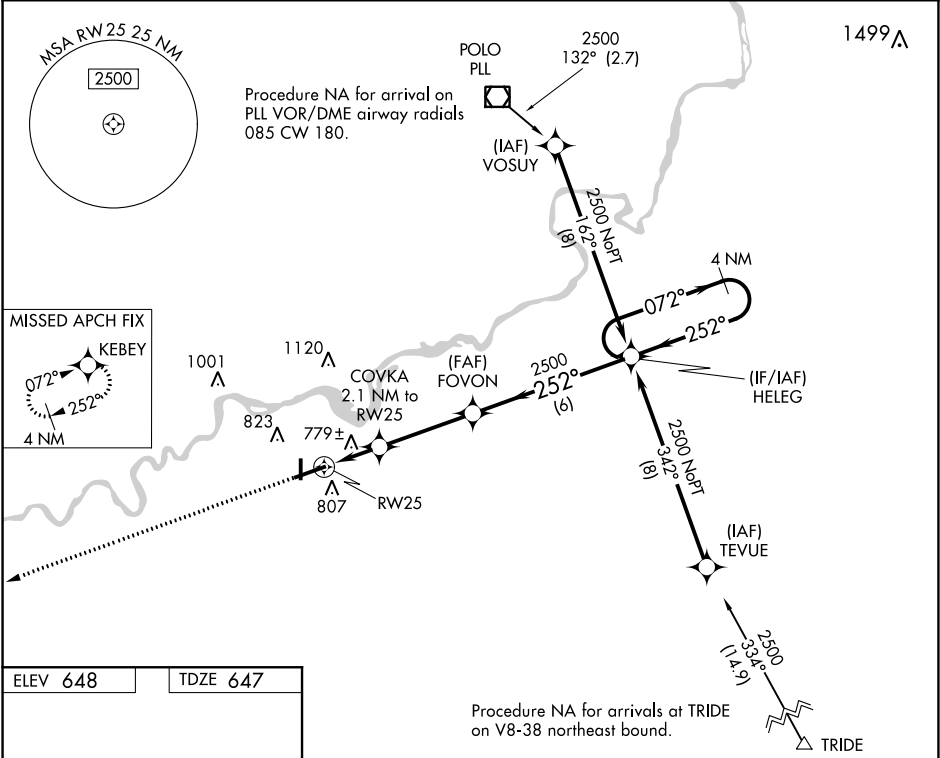 MSA RW 25 25 NM
2500
Procedure NA for arrival on
PLL VOR/DME airway radials
085 CW 180.
POLO
PLL
2500
132° (2.7)
1499
(IAF)
VOSUY
2500 NoPT
162°
(8)
4 NM
072°
252°
(IF/IAF)
HELEG
MISSED APCH FIX
KEBEY
072°
252°
4 NM
1001
1120
823
779±
807
COVKA
2.1 NM to
RW25
(FAF)
FOVON
2500
252°
(6)
RW25
2500 NoPT
342°
(8)
(IAF)
TEVUE
2500
334°
(14.9)
TRIDE
ELEV 648
TDZE 647
Procedure NA for arrivals at TRIDE
on V8-38 northeast bound.